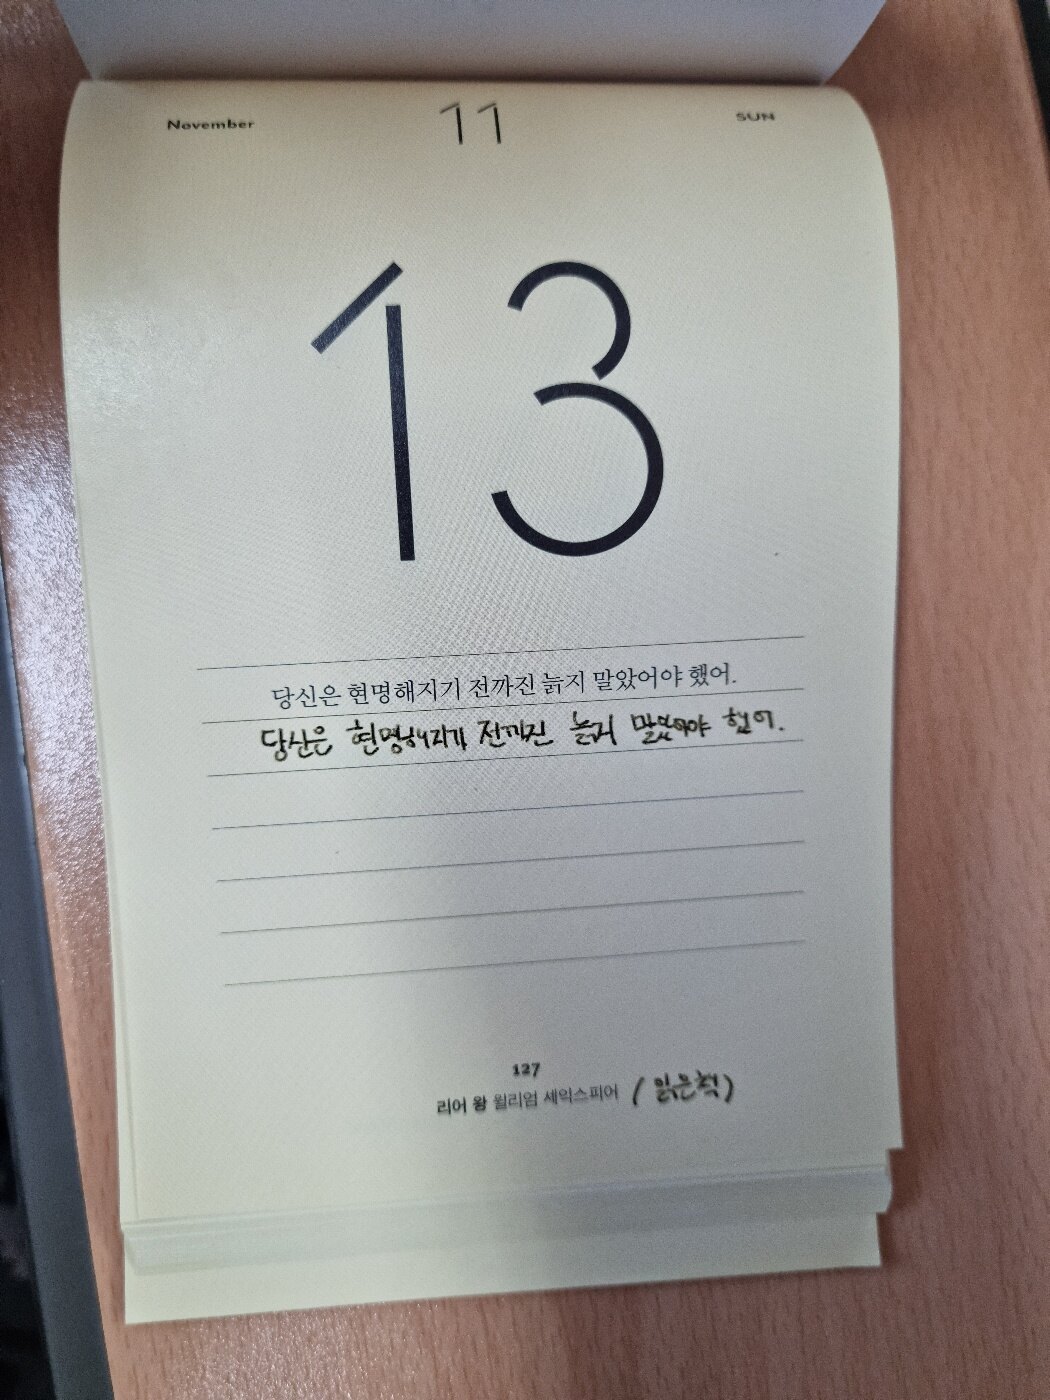 November 11 SUN
13
당신은 현명해지기 전까진 늙지 말았어야 했어.
당신은 현명해지기 전까진 늙지 말았어야 했어.
127
리어 왕 윌리엄 셰익스피어 (읽은책)